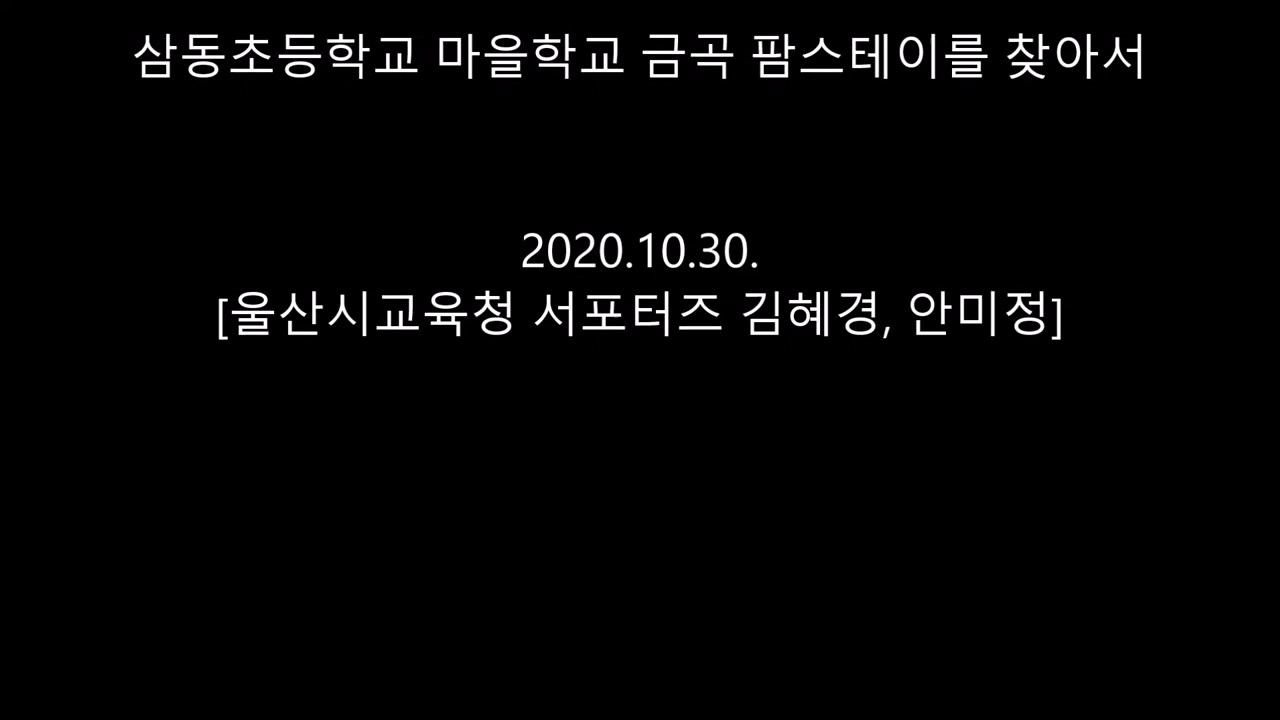 삼동초등학교 마을학교 금곡 팜스테이를 찾아서
2020.10.30.
[울산시교육청 서포터즈 김혜경, 안미정]